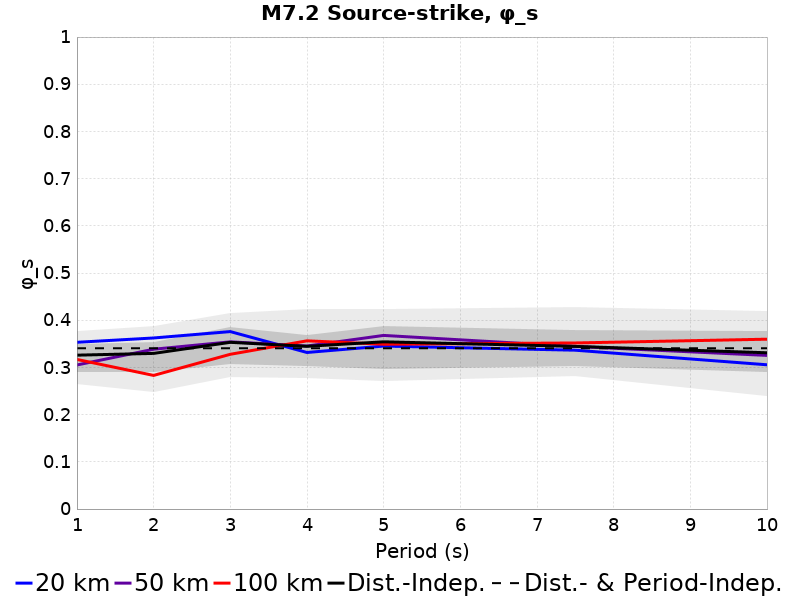 M7.2 Source-strike, φ_s
φ_s
1
0.9
0.8
0.7
0.6
0.5
0.4
0.3
0.2
0.1
0
1 2 3 4 5 6 7 8 9 10
Period (s)
20 km 50 km 100 km Dist.-Indep. Dist.- & Period-Indep.